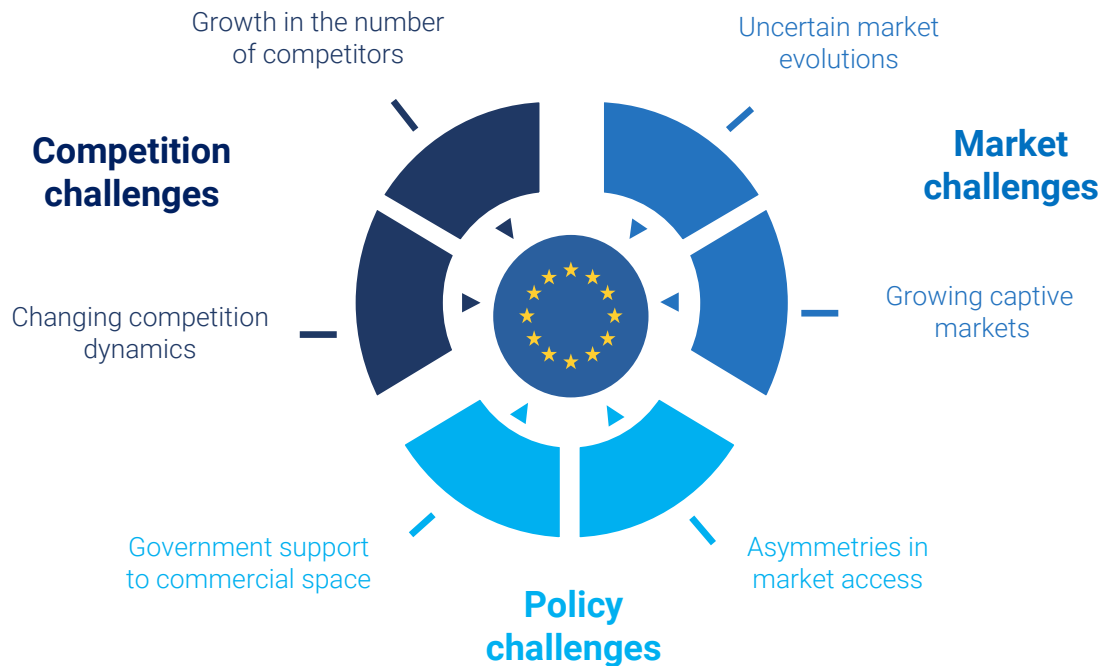 Growth in the number
of competitors
Uncertain market
evolutions
Competition
challenges
Market
challenges
Changing competition
dynamics
Growing captive
markets
Government support
to commercial space
Asymmetries in
market access
Policy
challenges